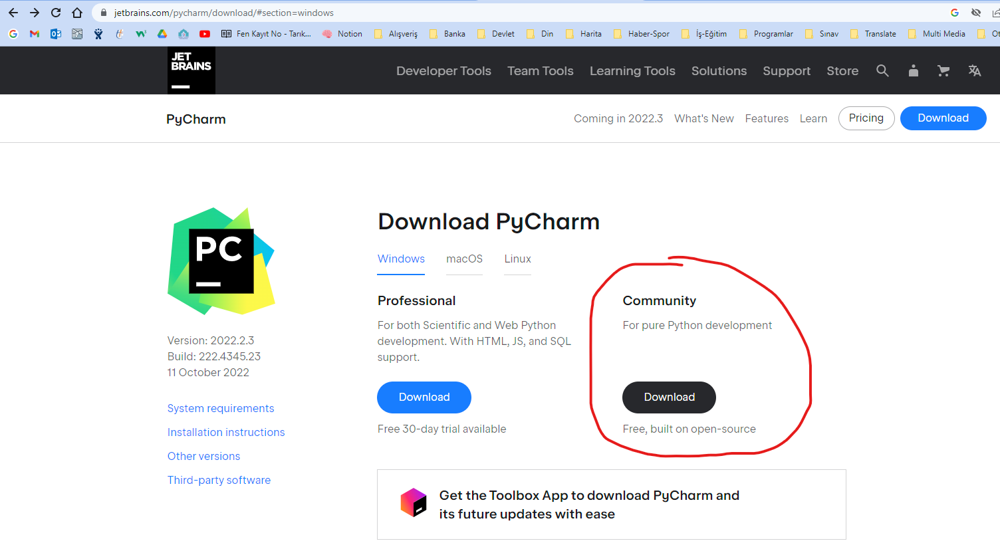 jetbrains.com/pycharm/download/#section=windows
Fen Kayıt No - Tarık... Notion Alışveriş Banka Devlet Din Harita Haber-Spor İş-Eğitim Programlar Sınav Translate Multi Media Ot
JET
BRAINS
Developer Tools Team Tools Learning Tools Solutions Support Store
PyCharm
Coming in 2022.3 What's New Features Learn Pricing Download
PC
Version: 2022.2.3
Build: 222.4345.23
11 October 2022
System requirements
Installation instructions
Other versions
Third-party software
Download PyCharm
Windows macOS Linux
Professional
For both Scientific and Web Python
development. With HTML, JS, and SQL
support.
Download
Free 30-day trial available
Community
For pure Python development
Download
Free, built on open-source
Get the Toolbox App to download PyCharm and
its future updates with ease